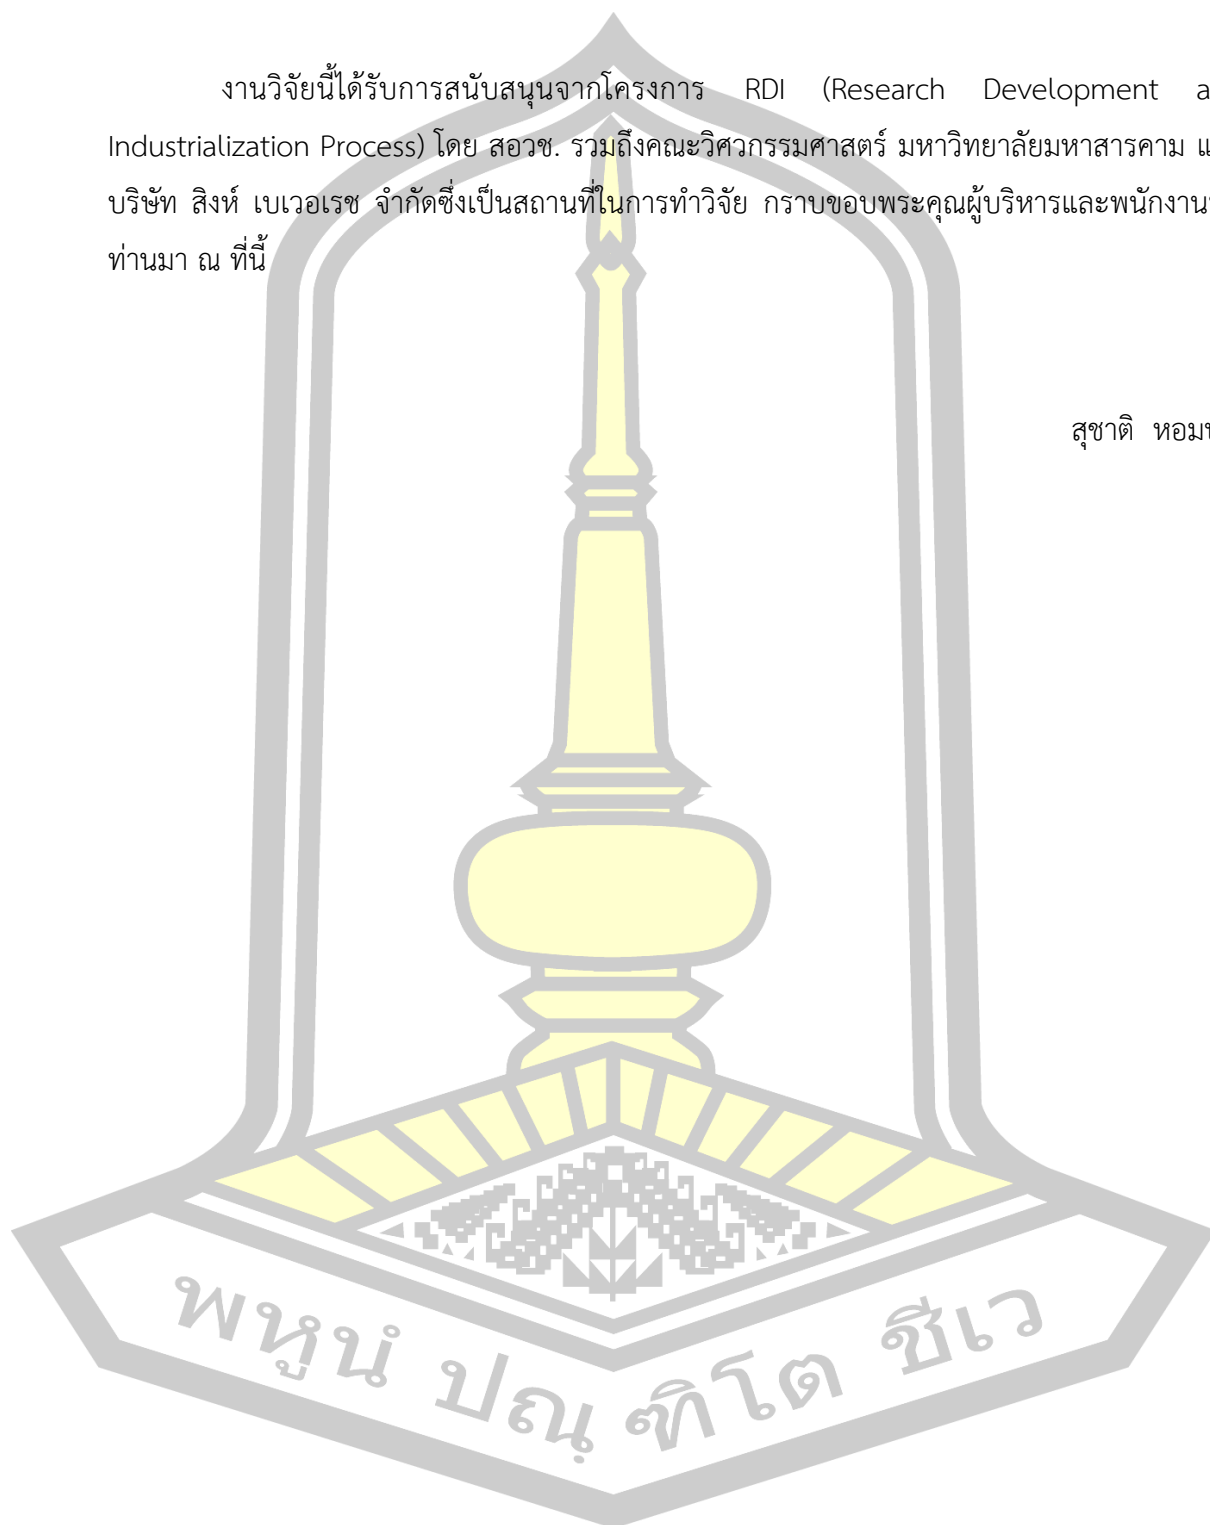 งานวิจัยนี้ได้รับการสนับสนุนจากโครงการ RDI (Research Development a
Industrialization Process) โดย สอวช. รวมถึงคณะวิศวกรรมศาสตร์ มหาวิทยาลัยมหาสารคาม แ
บริษัท สิงห์ เบเวอเรช จำกัดซึ่งเป็นสถานที่ในการทำวิจัย กราบขอบพระคุณผู้บริหารและพนักงาน
ท่านมา ณ ที่นี้
สุชาติ หอม
พหูนํ ปณฺฑิโต ชีเว